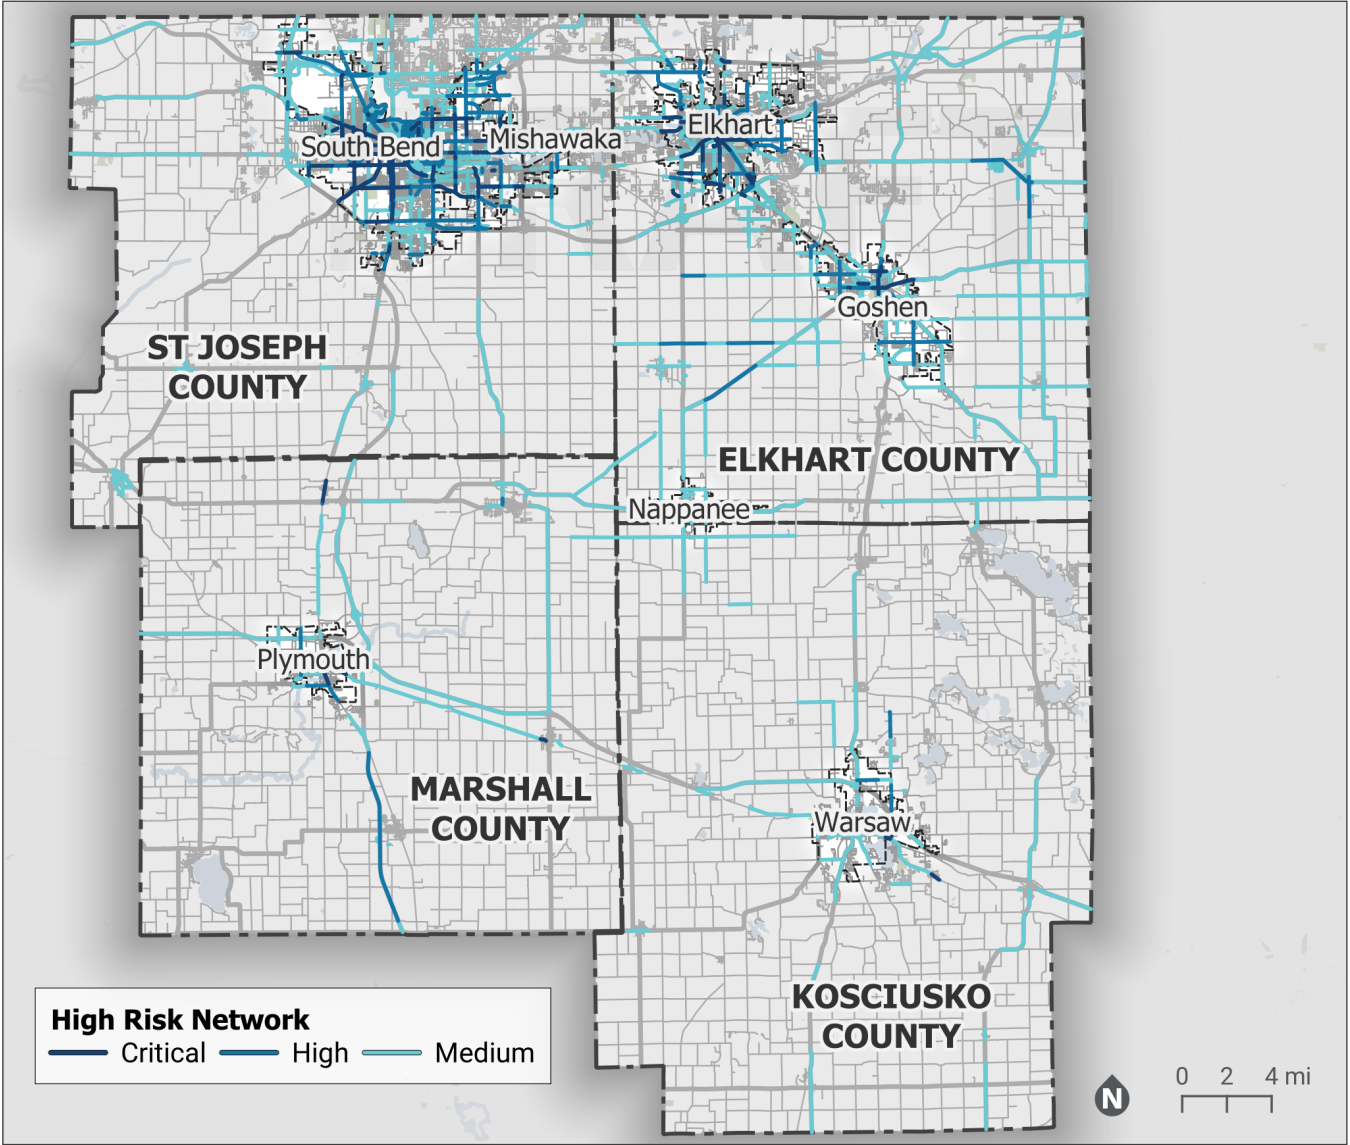 South Bend
Mishawaka
Elkhart
Goshen
ST JOSEPH
COUNTY
ELKHART COUNTY
Nappanee
Plymouth
MARSHALL
COUNTY
Warsaw
KOSCIUSKO
COUNTY
High Risk Network
Critical
High
Medium
N
0 2 4 mi